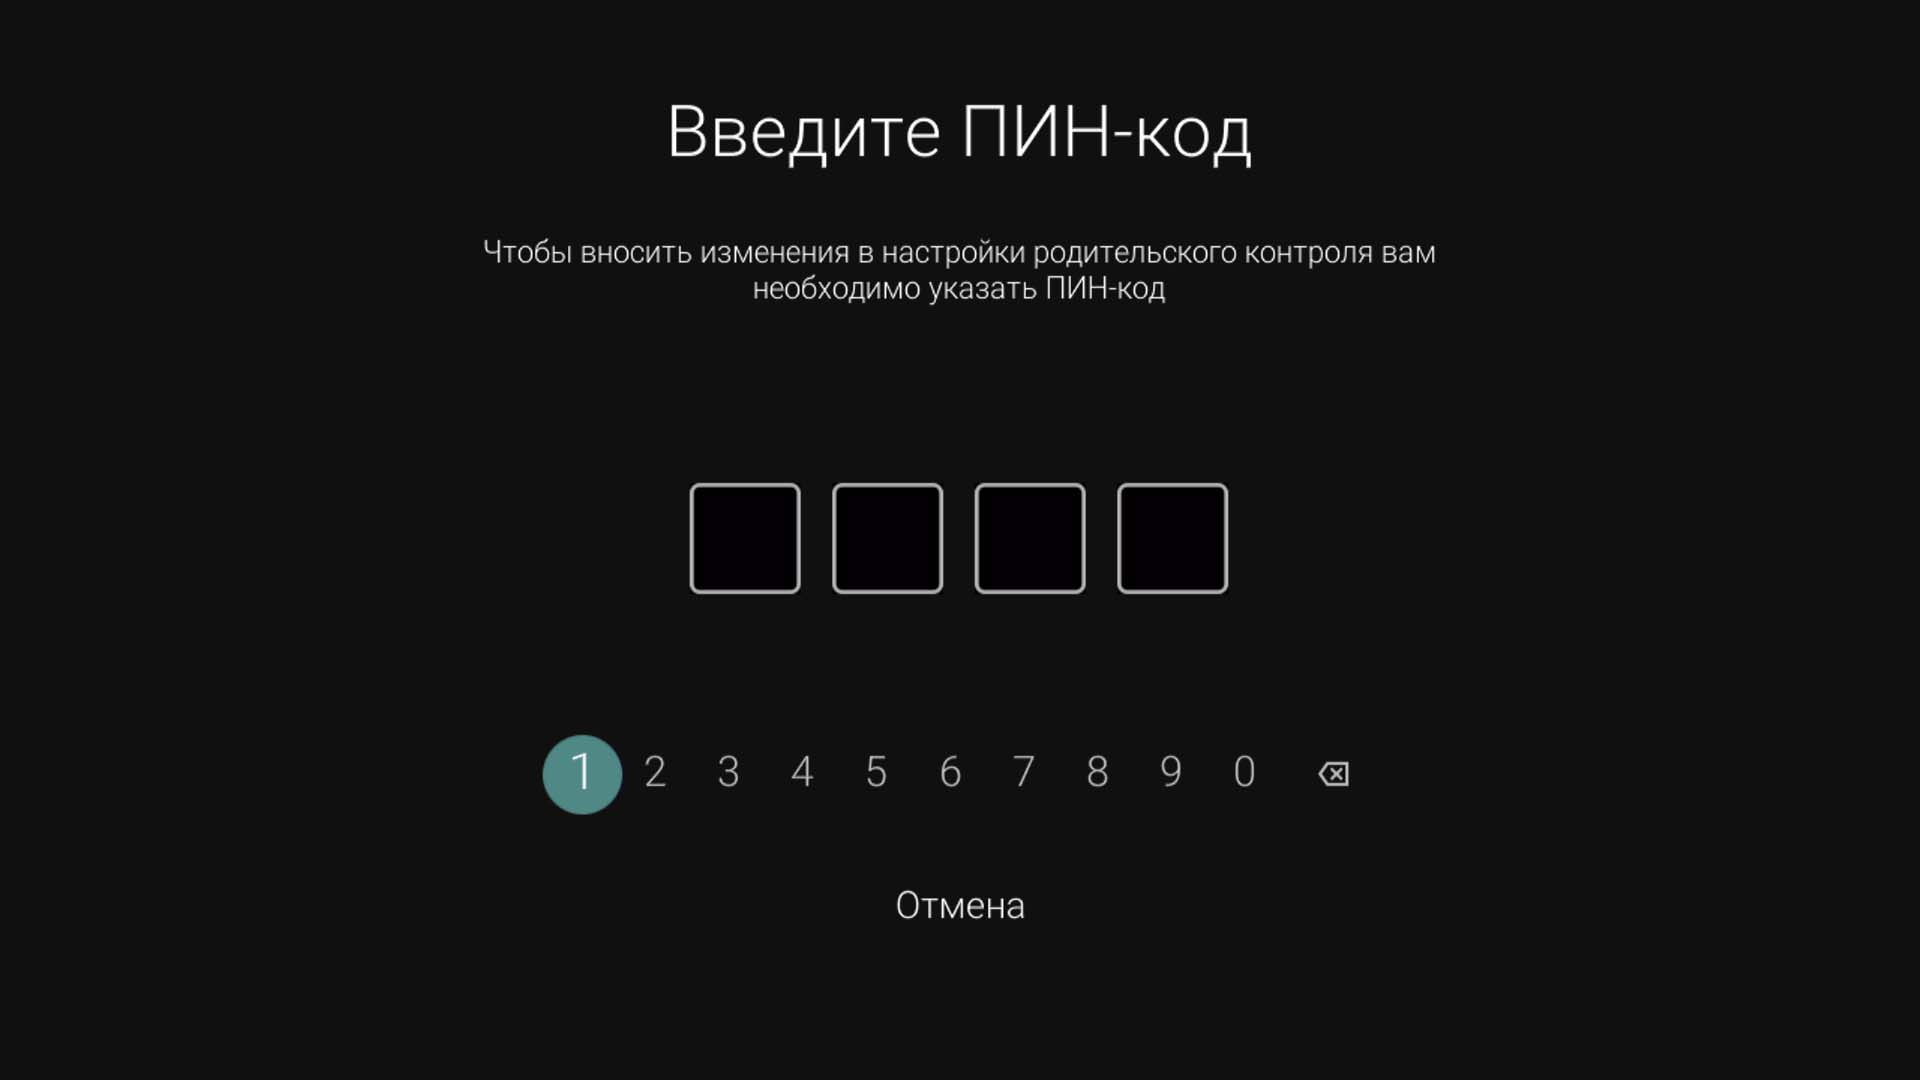 Введите ПИН-код
Чтобы вносить изменения в настройки родительского контроля вам
необходимо указать ПИН-код
1 2 3 4 5 6 7 8 9 0
Отмена